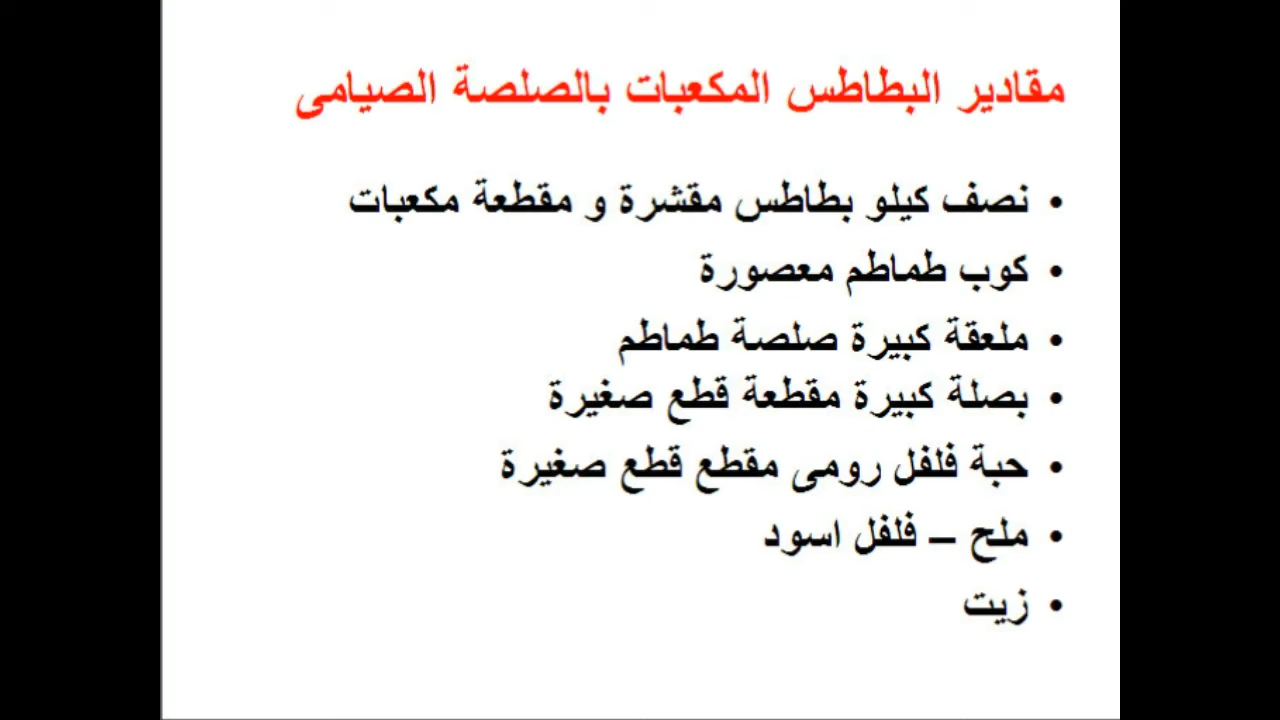 مقادير البطاطس المكعبات بالصلصة الصيامى
• نصف كيلو بطاطس مقشرة و مقطعة مكعبات
• كوب طماطم معصورة
• ملعقة كبيرة صلصة طماطم
• بصلة كبيرة مقطعة قطع صغيرة
• حبة فلفل رومى مقطع قطع صغيرة
• ملح – فلفل اسود
• زيت